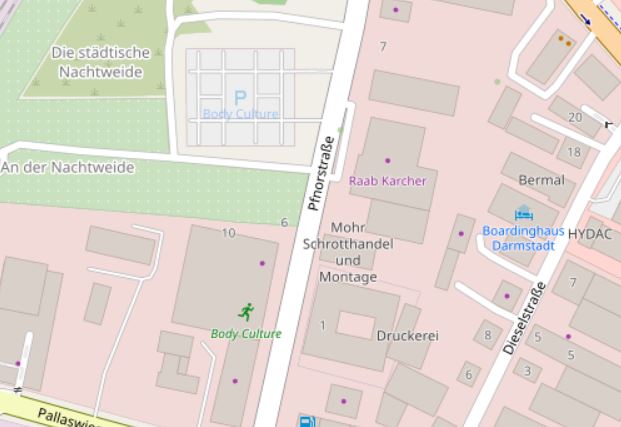 Die städtische
Nachtweide
7
P
Body Culture
20
18
An der Nachtweide
Pfnorstraße
Raab Karcher
Bermal
10
6
Mohr
Schrotthandel
und
Montage
Boardinghaus
Darmstadt
HYDAC
7
Body Culture
1
Druckerei
Dieselstraße
8
5
5
6
3